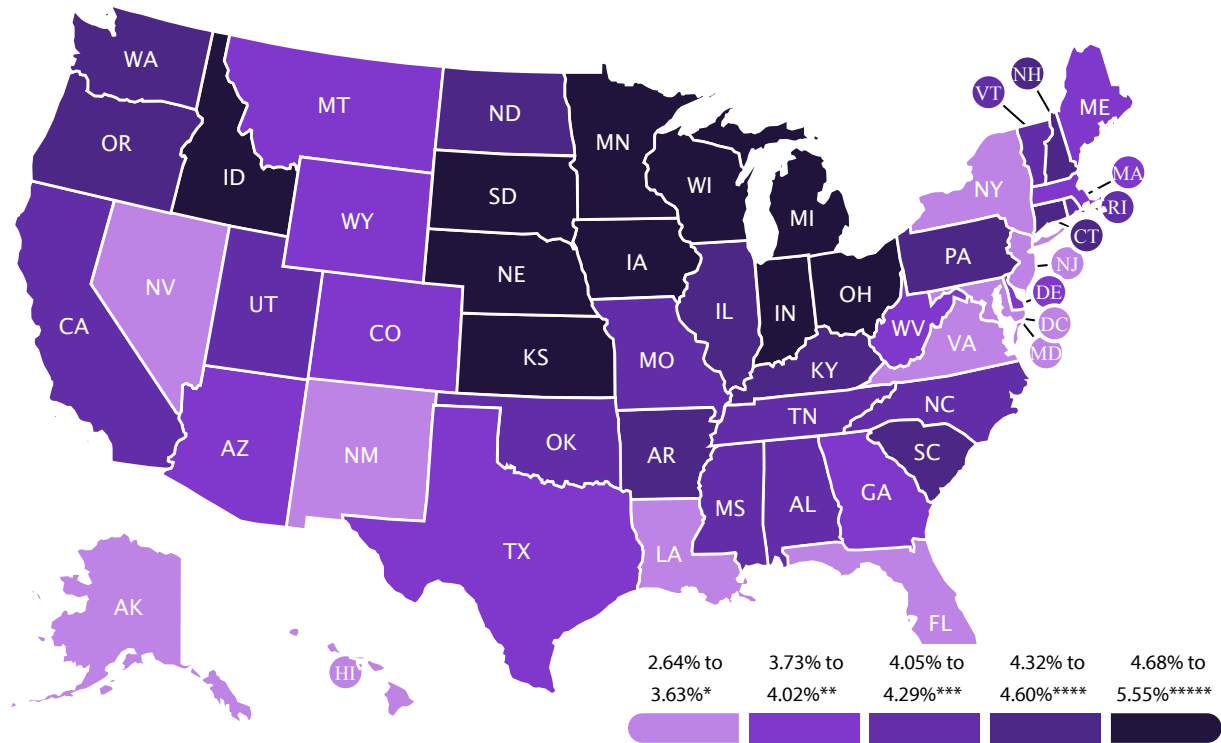 WA
MT
ND
MN
VT
NH
ME
OR
ID
SD
WI
MI
NY
MA
RI
CT
WY
NE
IA
PA
NJ
NV
UT
CO
IL
IN
OH
WV
DE
DC
MD
VA
CA
KS
MO
KY
NC
TN
AZ
NM
OK
AR
SC
MS
AL
GA
TX
LA
AK
FL
HI
2.64% to 3.73% to 4.05% to 4.32% to 4.68% to
3.63%* 4.02%** 4.29%*** 4.60%**** 5.55%*****